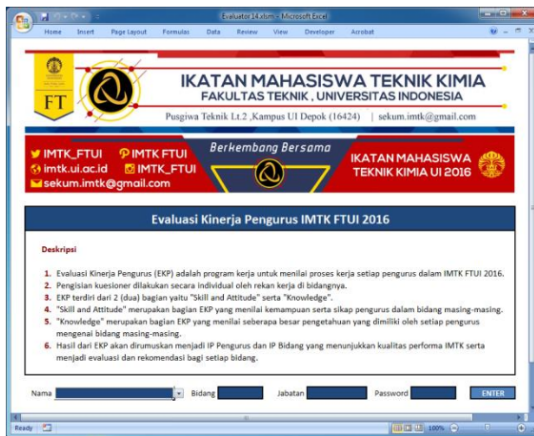 Evaluator14.xlsm - Microsoft Excel
Home Insert Page Layout Formulas Data Review View Developer Acrobat
FT
IKATAN MAHASISWA TEKNIK KIMIA
FAKULTAS TEKNIK , UNIVERSITAS INDONESIA
Pusgiwa Teknik Lt.2 ,Kampus UI Depok (16424) | sekum.imtk@gmail.com
IMTK_FTUI IMTK FTUI
imtk.ui.ac.id IMTK_FTUI
sekum.imtk@gmail.com
Berkembang Bersama
IKATAN MAHASISWA
TEKNIK KIMIA UI 2016
Evaluasi Kinerja Pengurus IMTK FTUI 2016
Deskripsi
1. Evaluasi Kinerja Pengurus (EKP) adalah program kerja untuk menilai proses kerja setiap pengurus dalam IMTK FTUI 2016.
2. Pengisian kuesioner dilakukan secara individual oleh rekan kerja di bidangnya.
3. EKP terdiri dari 2 (dua) bagian yaitu "Skill and Attitude" serta "Knowledge".
4. "Skill and Attitude" merupakan bagian EKP yang menilai kemampuan serta sikap pengurus dalam bidang masing-masing.
5. "Knowledge" merupakan bagian EKP yang menilai seberapa besar pengetahuan yang dimiliki oleh setiap pengurus
mengenai bidang masing-masing.
6. Hasil dari EKP akan dirumuskan menjadi IP Pengurus dan IP Bidang yang menunjukkan kualitas performa IMTK serta
menjadi evaluasi dan rekomendasi bagi setiap bidang.
Nama Bidang Jabatan Password ENTER
Ready 100%